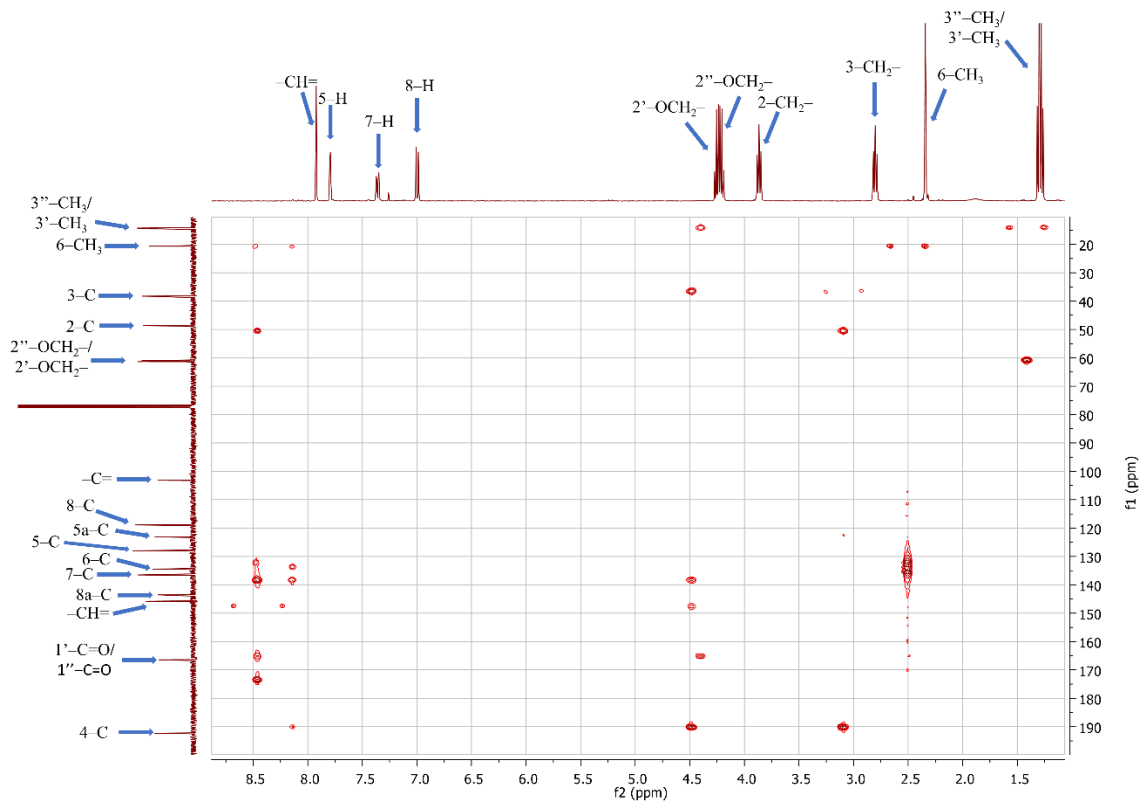 3’’–CH₃/
3’–CH₃
–CH=
5–H
7–H
8–H
2’–OCH₂–
2’’–OCH₂–
2–CH₂–
3–CH₂–
6–CH₃
3’’–CH₃/
3’–CH₃
6–CH₃
3–C
2–C
2’’–OCH₂–/
2’–OCH₂–
–C=
8–C
5a–C
5–C
6–C
7–C
8a–C
–CH=
1’–C=O/
1’’–C=O
4–C
20
30
40
50
60
70
80
90
100
110
120
130
140
150
160
170
180
190
f1 (ppm)
8.5 8.0 7.5 7.0 6.5 6.0 5.5 5.0 4.5 4.0 3.5 3.0 2.5 2.0 1.5
f2 (ppm)